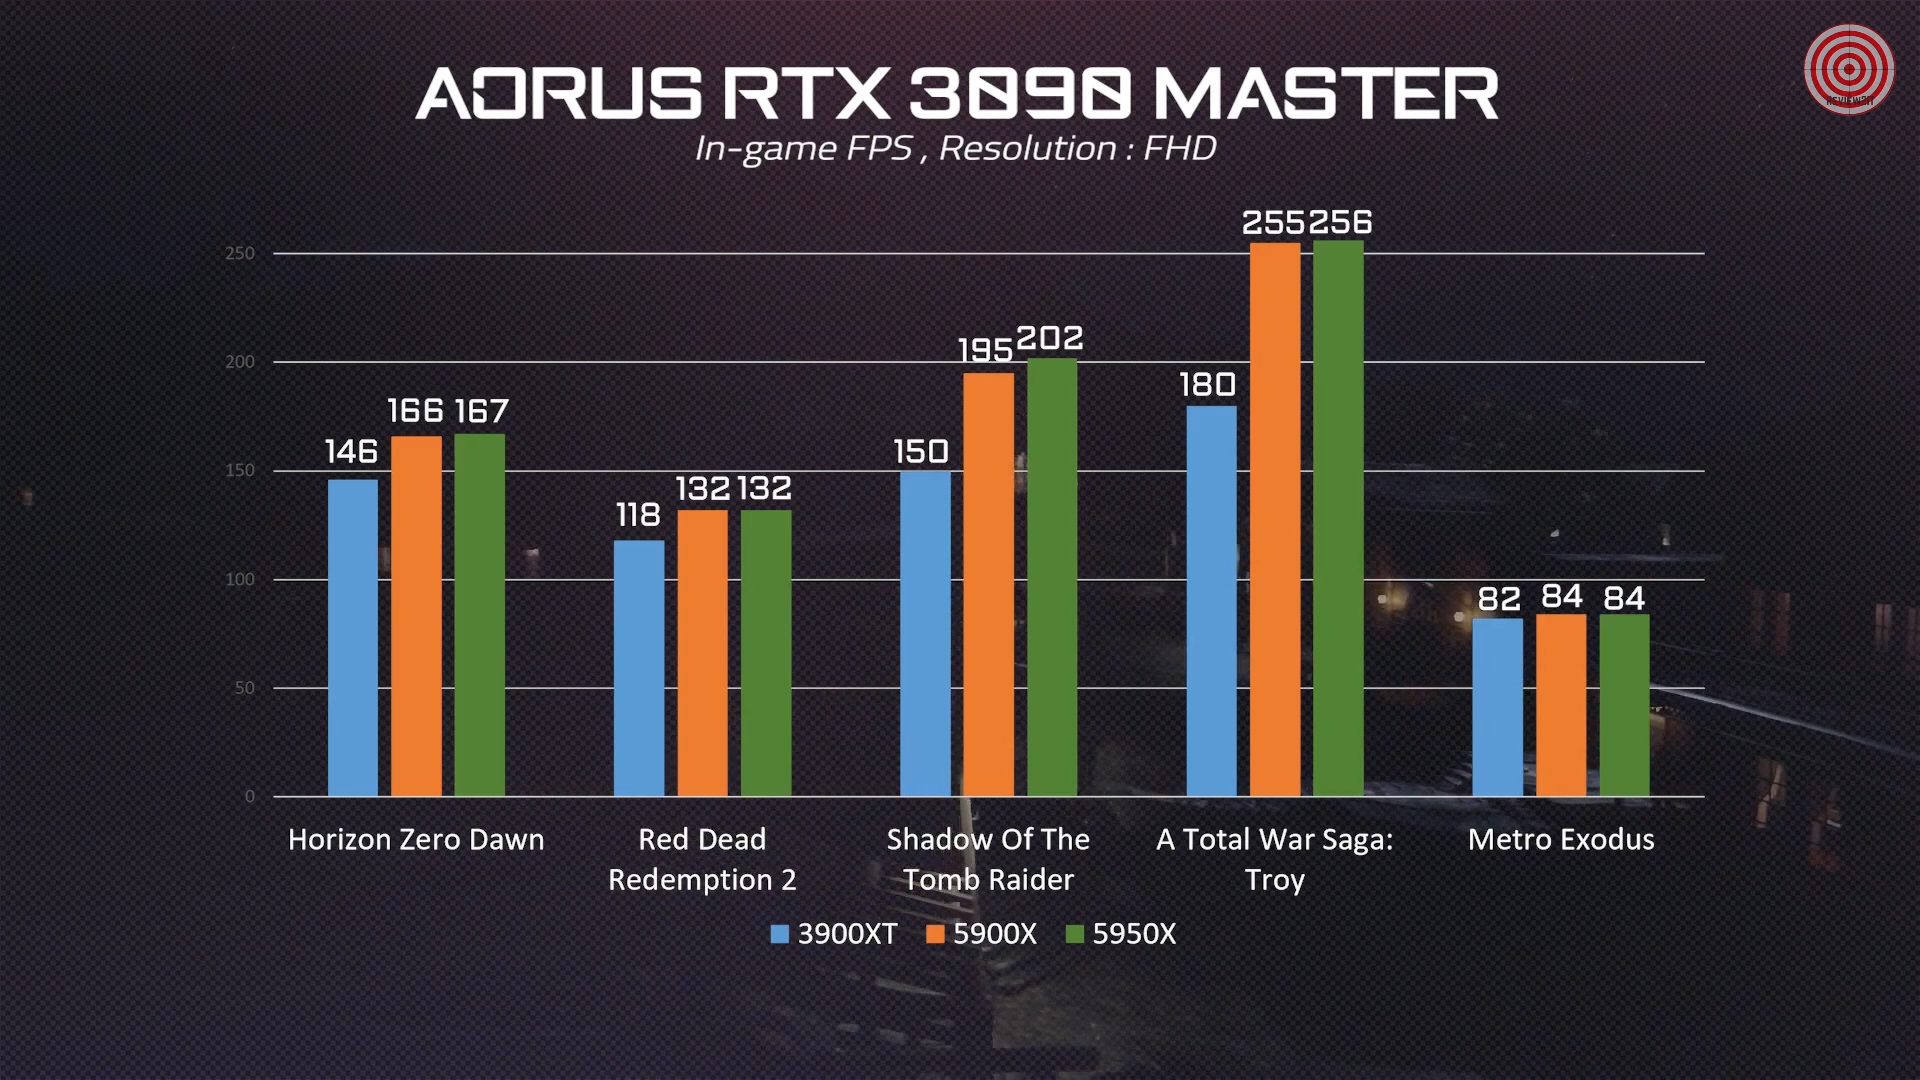 AORUS RTX 3090 MASTER
In-game FPS , Resolution : FHD
REVIEWZAT
250
200
150
100
50
0
146 166 167
118 132 132
150 195 202
180 255 256
82 84 84
Horizon Zero Dawn
Red Dead
Redemption 2
Shadow Of The
Tomb Raider
A Total War Saga:
Troy
Metro Exodus
3900XT 5900X 5950X